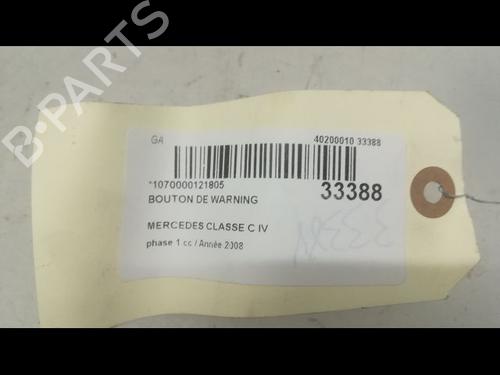 B-PARTS
GA 40200010 33388
*1070000121805 33388
BOUTON DE WARNING
MERCEDES CLASSE C IV
phase 1 cc / Année 2008